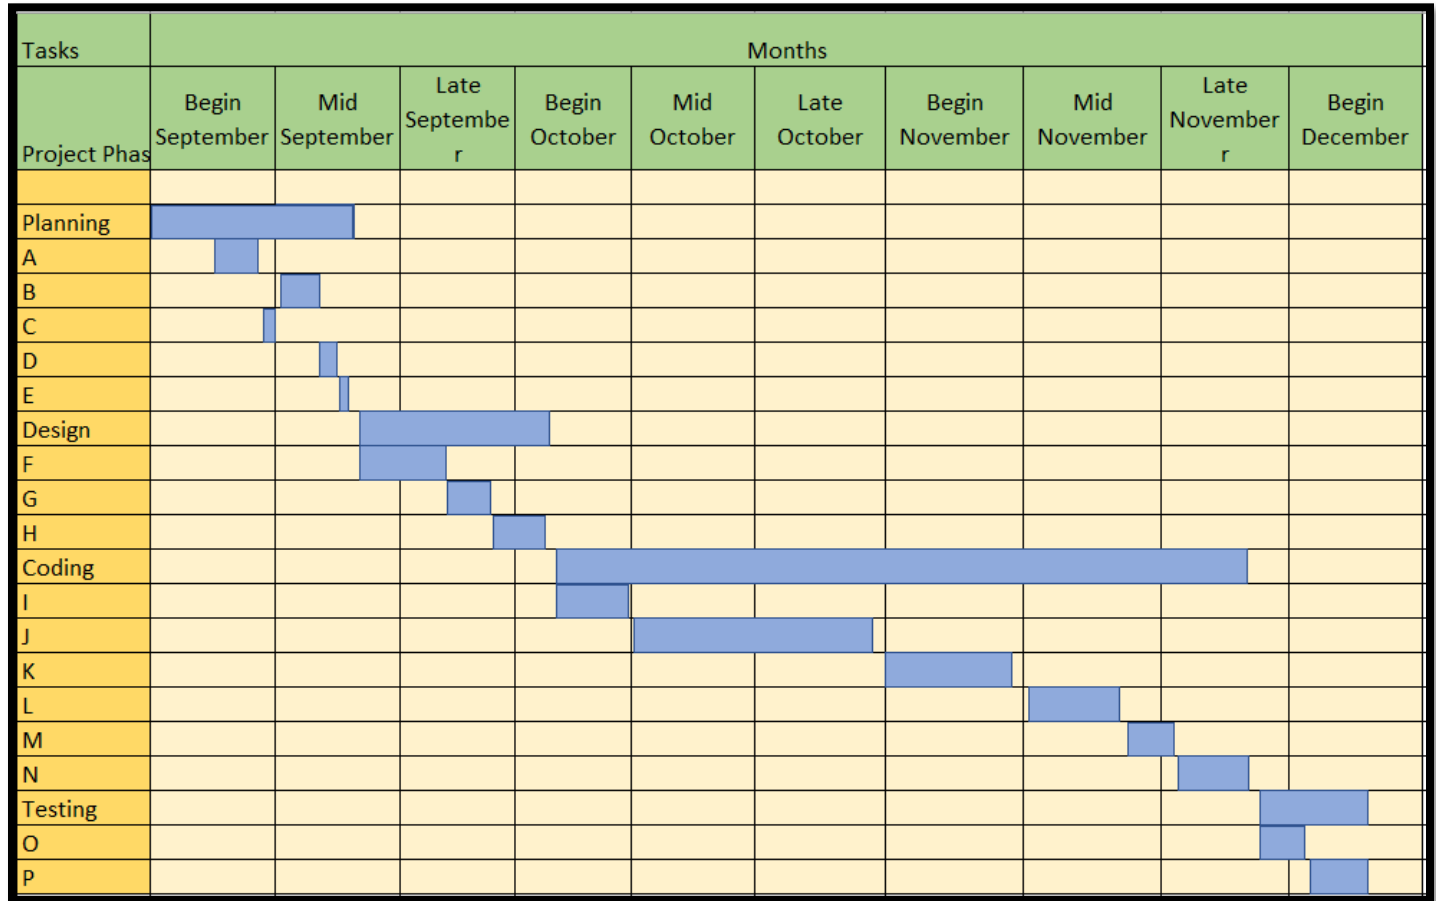 Tasks
Months
Project Phas
Begin
September
Mid
September
Late
Septembe
r
Begin
October
Mid
October
Late
October
Begin
November
Mid
November
Late
November
r
Begin
December
Planning
A
B
C
D
E
Design
F
G
H
Coding
I
J
K
L
M
N
Testing
O
P